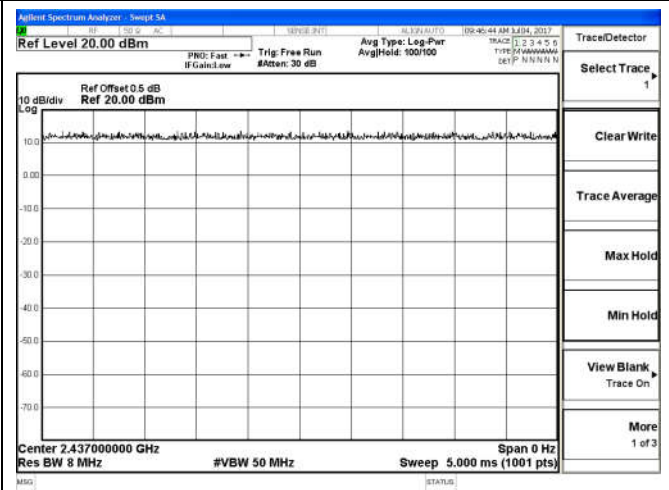 Agilent Spectrum Analyzer - Swept SA
RF 50 Ω AC SENSE:INT ALIGNAUTO 09:46:44 AM Jul 04, 2017
Ref Level 20.00 dBm
PNO: Fast
IFGain:Low
Trig: Free Run
#Atten: 30 dB
Avg Type: Log-Pwr
Avg|Hold: 100/100
TRACE 1 2 3 4 5 6
TYPE
DET P N N N N N
Ref Offset 0.5 dB
10 dB/div Ref 20.00 dBm
Log
10.0
0.00
-10.0
-20.0
-30.0
-40.0
-50.0
-60.0
-70.0
Center 2.437000000 GHz Span 0 Hz
Res BW 8 MHz #VBW 50 MHz Sweep 5.000 ms (1001 pts)
MSG STATUS
Trace/Detector
Select Trace
1
Clear Write
Trace Average
Max Hold
Min Hold
View Blank
Trace On
More
1 of 3